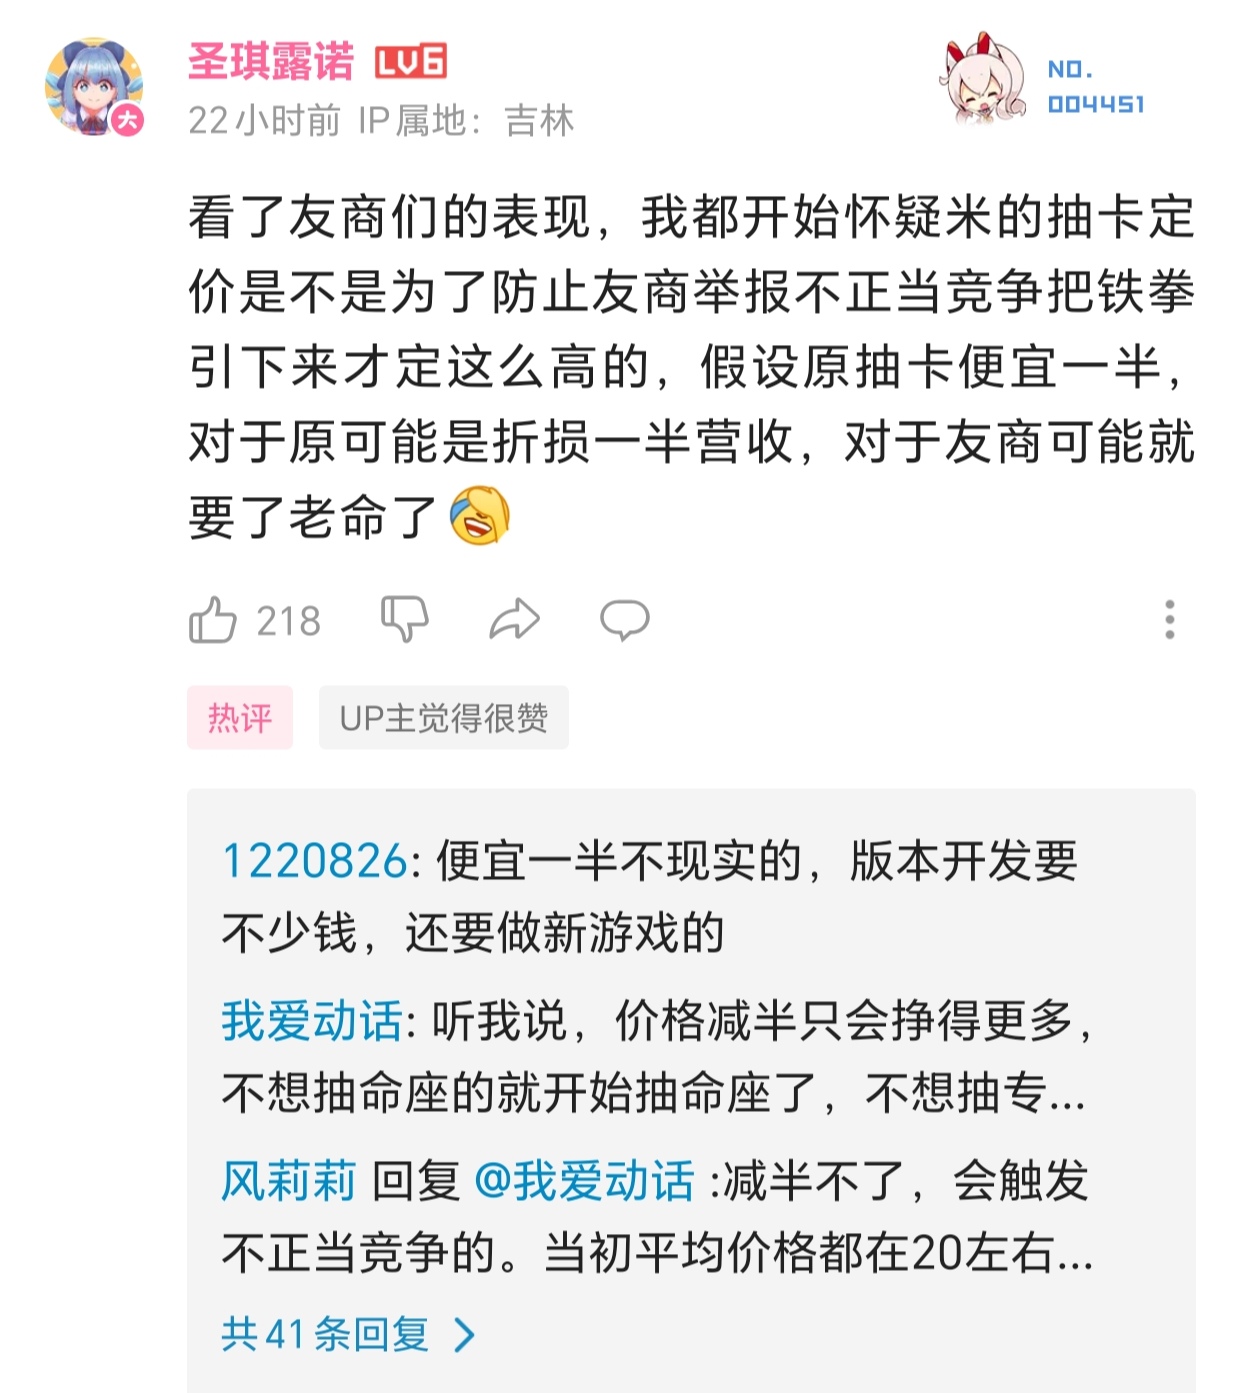 圣琪露诺 LV6
NO.
004451
22小时前 IP属地：吉林
大
看了友商们的表现，我都开始怀疑米的抽卡定
价是不是为了防止友商举报不正当竞争把铁拳
引下来才定这么高的，假设原抽卡便宜一半，
对于原可能是折损一半营收，对于友商可能就
要了老命了
218
热评 UP主觉得很赞
1220826: 便宜一半不现实的，版本开发要
不少钱，还要做新游戏的
我爱动话: 听我说，价格减半只会挣得更多，
不想抽命座的就开始抽命座了，不想抽专...
风莉莉 回复 @我爱动话 :减半不了，会触发
不正当竞争的。当初平均价格都在20左右...
共41条回复